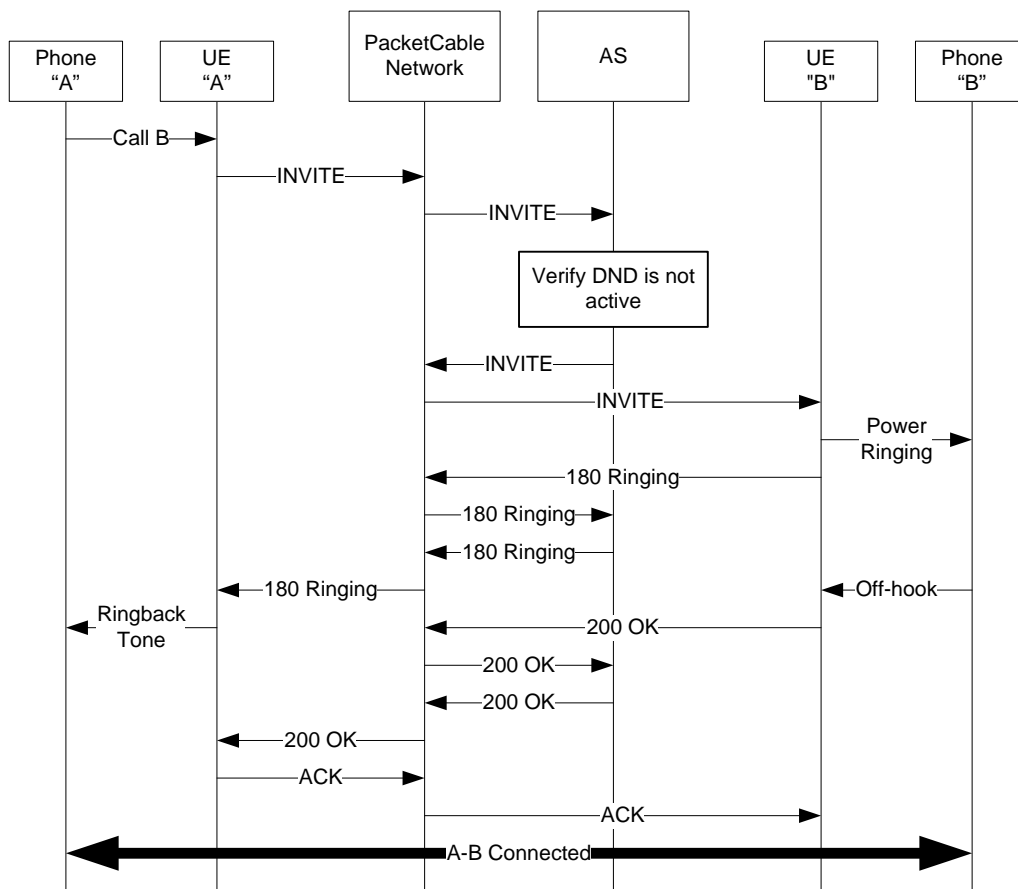 Phone
“A”
UE
“A”
PacketCable
Network
AS
UE
"B"
Phone
“B”
Call B
INVITE
INVITE
Verify DND is not
active
INVITE
INVITE
Power
Ringing
180 Ringing
180 Ringing
180 Ringing
180 Ringing
Off-hook
Ringback
Tone
200 OK
200 OK
200 OK
200 OK
ACK
ACK
A-B Connected